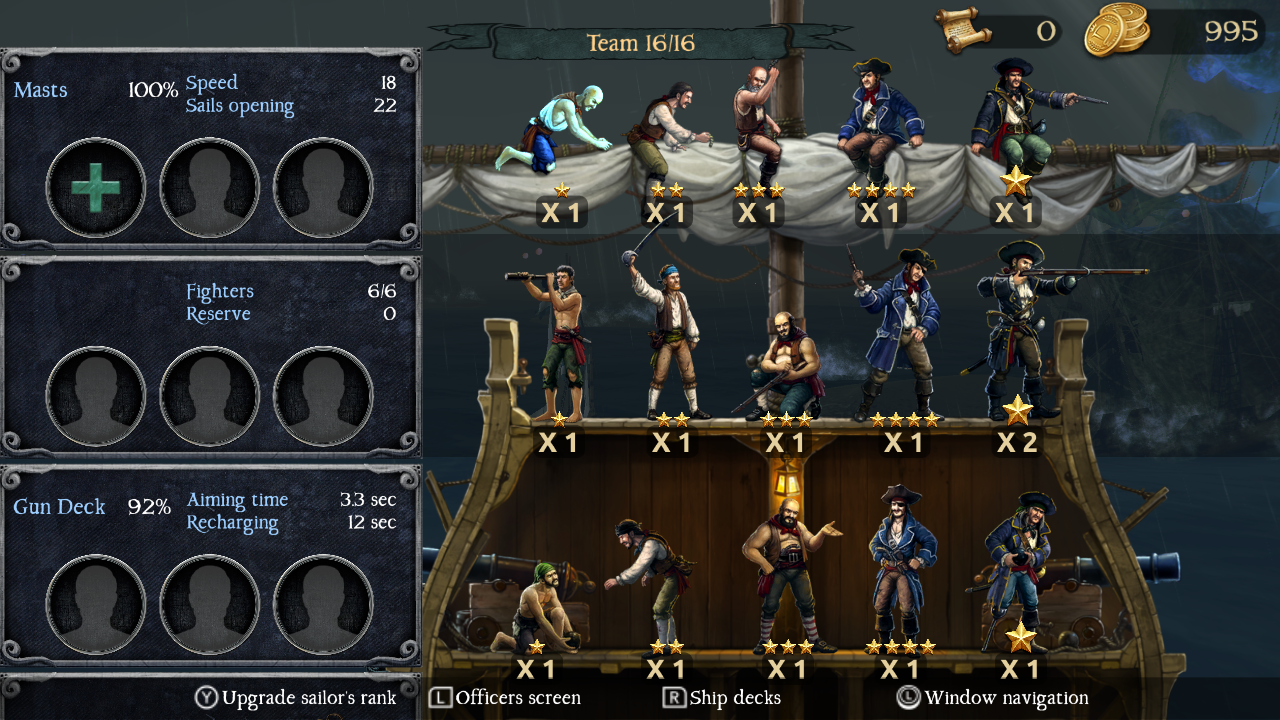 Team 16/16
0
995
Masts 100% Speed 18
Sails opening 22
X 1 X 1 X 1 X 1 X 1
Fighters 6/6
Reserve 0
X 1 X 1 X 1 X 1 X 2
Gun Deck 92% Aiming time 3.3 sec
Recharging 12 sec
X 1 X 1 X 1 X 1 X 1
Y Upgrade sailor's rank L Officers screen R Ship decks L Window navigation